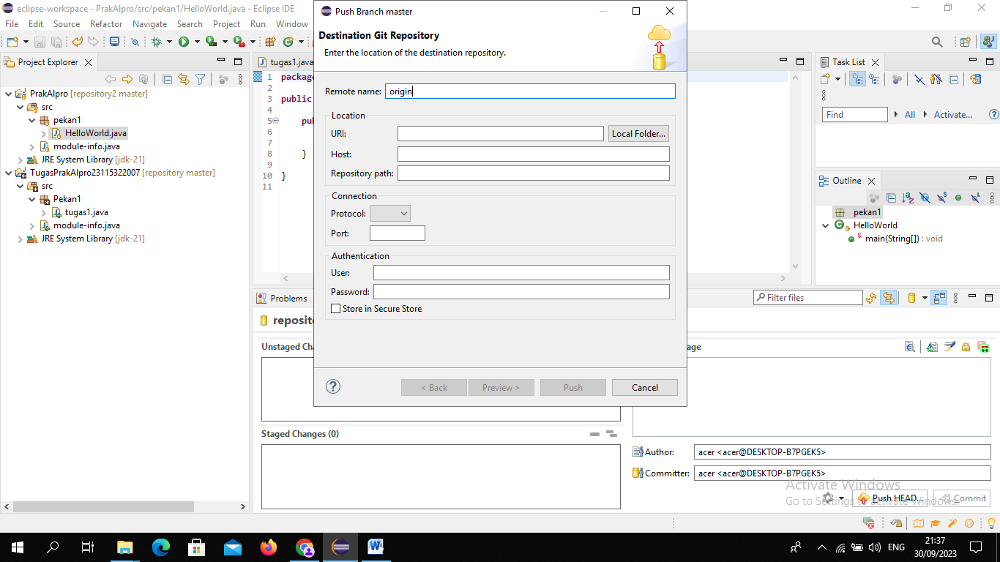 eclipse-workspace - PrakAlpro/src/pekan1/HelloWorld.java - Eclipse IDE
File Edit Source Refactor Navigate Search Project Run Window
Project Explorer
PrakAlpro [repository2 master]
src
pekan1
HelloWorld.java
module-info.java
JRE System Library [jdk-21]
TugasPrakAlpro23115322007 [repository master]
src
Pekan1
tugas1.java
module-info.java
JRE System Library [jdk-21]
tugas1.java
1 package
2
3 public
4
5 pu
6
7
8 }
9
10 }
11
Push Branch master
Destination Git Repository
Enter the location of the destination repository.
Remote name: origin
Location
URI: Local Folder...
Host:
Repository path:
Connection
Protocol:
Port:
Authentication
User:
Password:
Store in Secure Store
< Back Preview > Push Cancel
Task List
Find All Activate...
Outline
pekan1
HelloWorld
main(String[]) : void
Problems
Filter files
reposit
Unstaged Cha
age
Staged Changes (0)
Author: acer <acer@DESKTOP-B7PGEK5>
Committer: acer <acer@DESKTOP-B7PGEK5>
Activate Windows
Go to Settings to activate Windows.
Push HEAD... Commit
ENG
21:37
30/09/2023